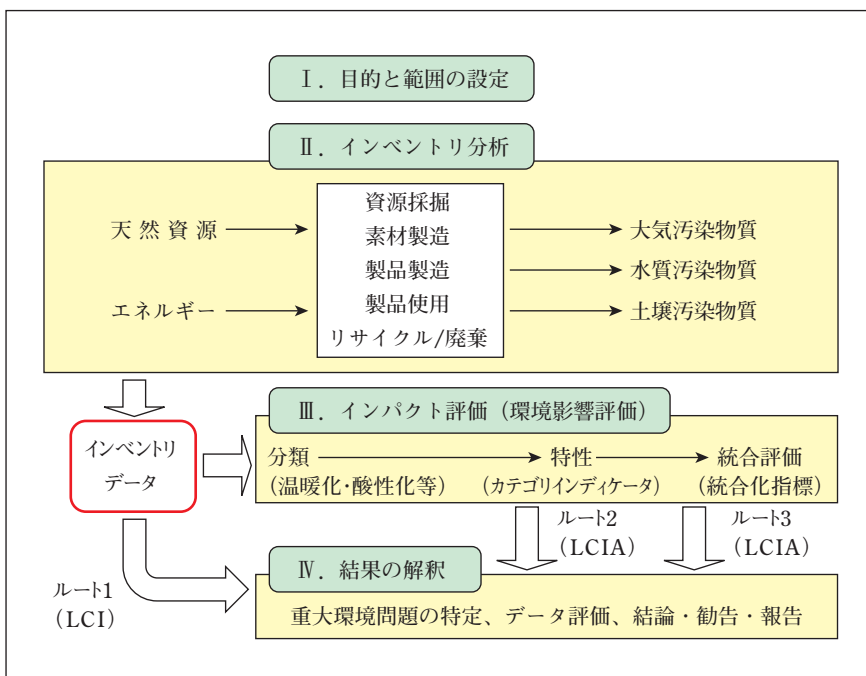 Ⅰ．目的と範囲の設定
Ⅱ．インベントリ分析
天然資源
エネルギー
資源採掘
素材製造
製品製造
製品使用
リサイクル/廃棄
大気汚染物質
水質汚染物質
土壌汚染物質
インベントリ
データ
Ⅲ．インパクト評価（環境影響評価）
分類
（温暖化・酸性化等）
特性
（カテゴリインディケータ）
統合評価
（統合化指標）
ルート2
（LCIA）
ルート3
（LCIA）
ルート1
（LCI）
Ⅳ．結果の解釈
重大環境問題の特定、データ評価、結論・勧告・報告